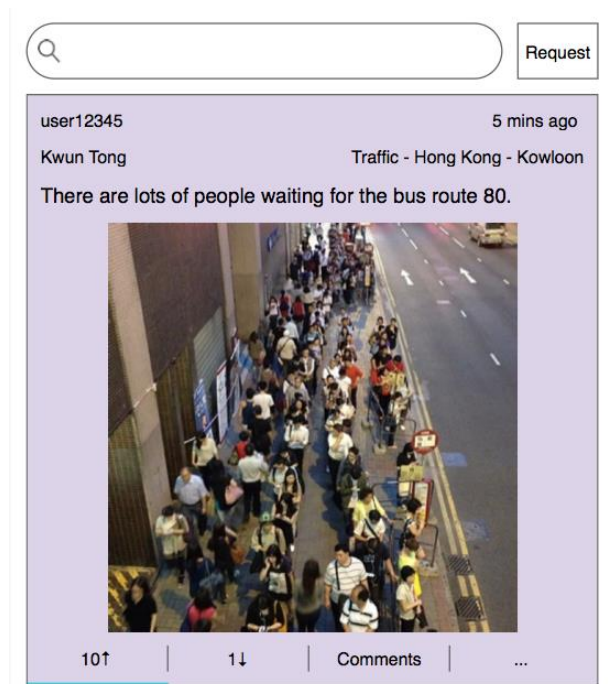 Request
user12345 5 mins ago
Kwun Tong Traffic - Hong Kong - Kowloon
There are lots of people waiting for the bus route 80.
10↑ 1↓ Comments ...